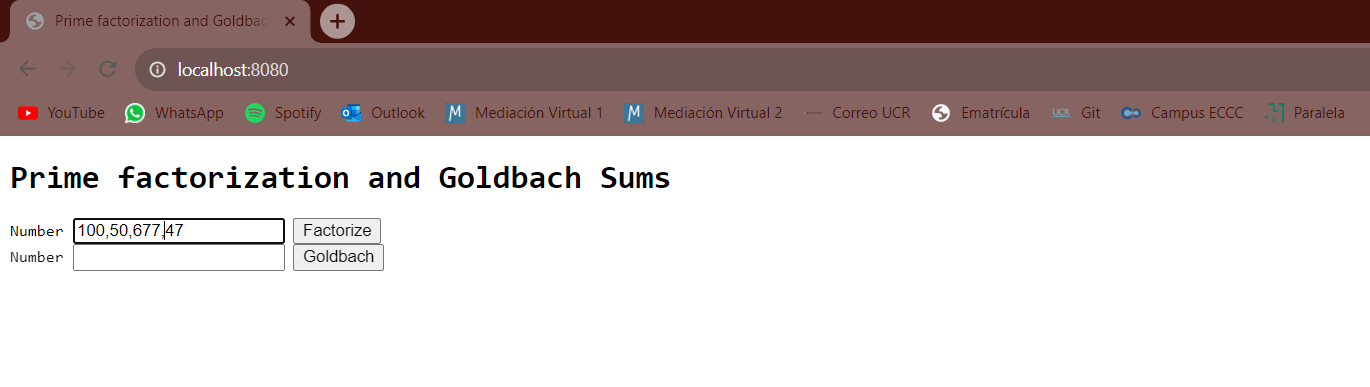 Prime factorization and Goldbac
localhost:8080
YouTube WhatsApp Spotify Outlook M Mediación Virtual 1 M Mediación Virtual 2 Correo UCR Ematrícula UCR Git Campus ECCC Paralela
Prime factorization and Goldbach Sums
Number 100,50,677,47 Factorize
Number Goldbach